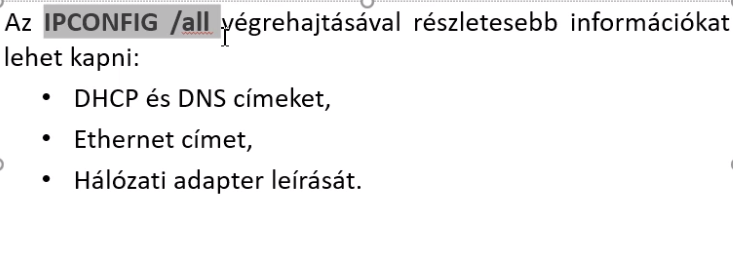 Az IPCONFIG /all végrehajtásával részletesebb információkat
lehet kapni:
• DHCP és DNS címeket,
• Ethernet címet,
• Hálózati adapter leírását.